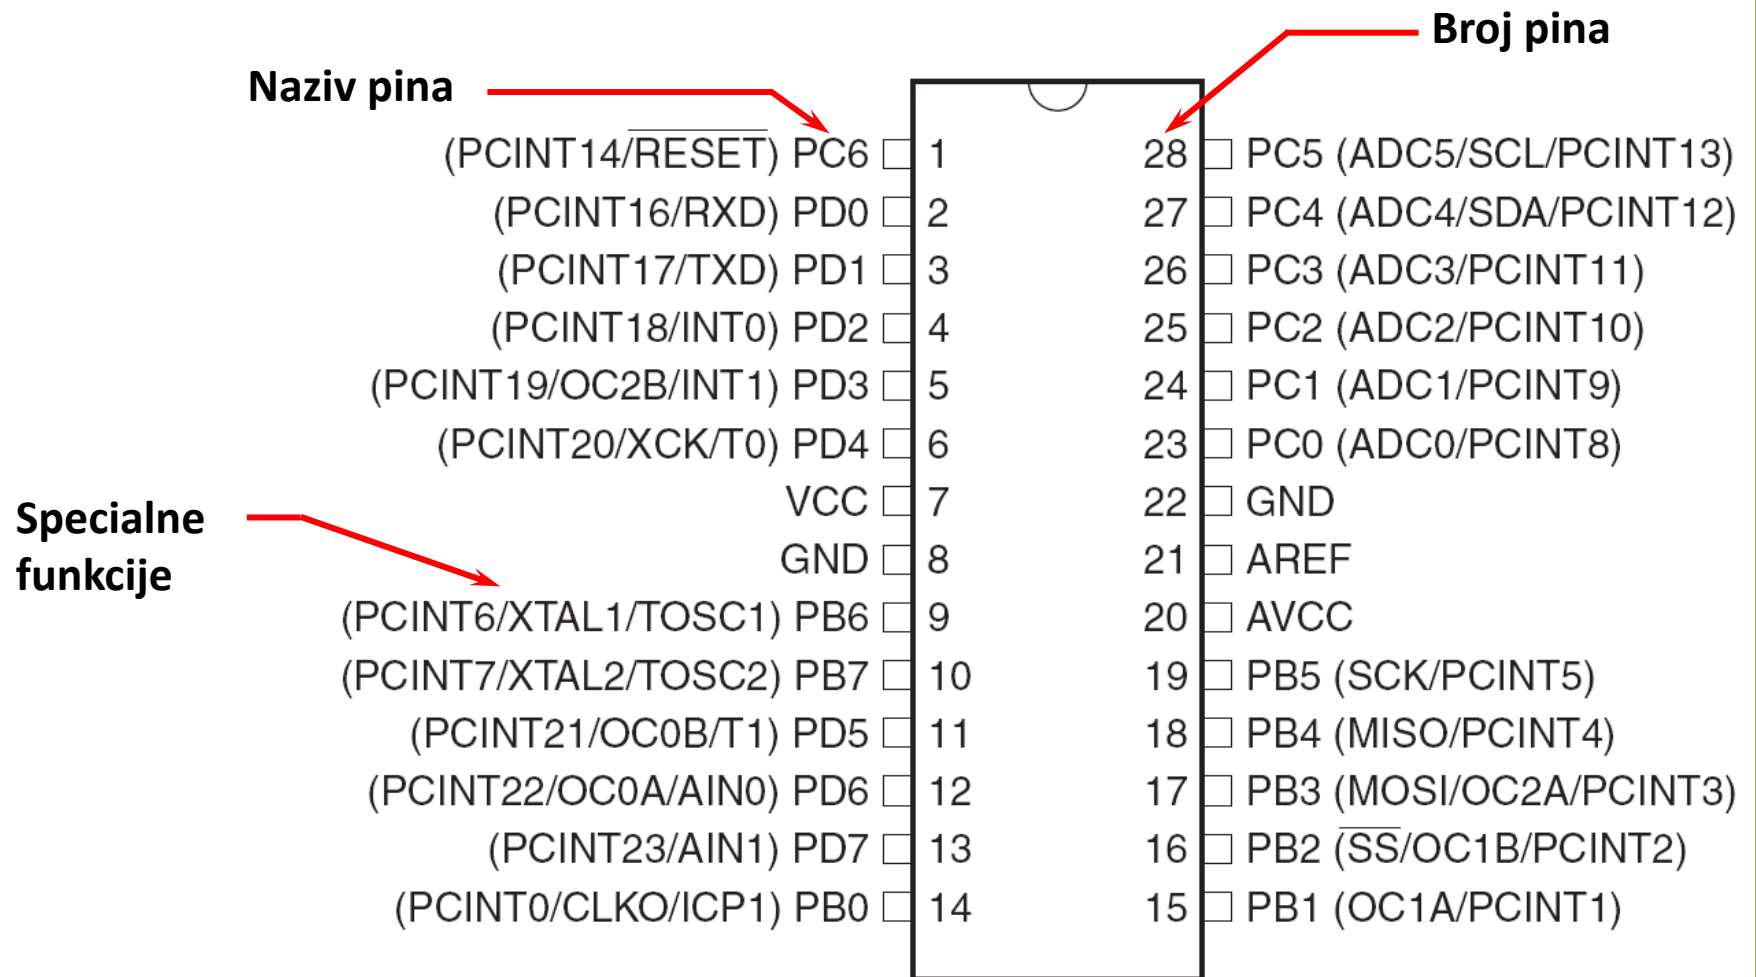 Broj pina
Naziv pina
(PCINT14/RESET) PC6 1 28 PC5 (ADC5/SCL/PCINT13)
(PCINT16/RXD) PD0 2 27 PC4 (ADC4/SDA/PCINT12)
(PCINT17/TXD) PD1 3 26 PC3 (ADC3/PCINT11)
(PCINT18/INT0) PD2 4 25 PC2 (ADC2/PCINT10)
(PCINT19/OC2B/INT1) PD3 5 24 PC1 (ADC1/PCINT9)
(PCINT20/XCK/T0) PD4 6 23 PC0 (ADC0/PCINT8)
VCC 7 22 GND
Specialne
funkcije
GND 8 21 AREF
(PCINT6/XTAL1/TOSC1) PB6 9 20 AVCC
(PCINT7/XTAL2/TOSC2) PB7 10 19 PB5 (SCK/PCINT5)
(PCINT21/OC0B/T1) PD5 11 18 PB4 (MISO/PCINT4)
(PCINT22/OC0A/AIN0) PD6 12 17 PB3 (MOSI/OC2A/PCINT3)
(PCINT23/AIN1) PD7 13 16 PB2 (SS/OC1B/PCINT2)
(PCINT0/CLKO/ICP1) PB0 14 15 PB1 (OC1A/PCINT1)